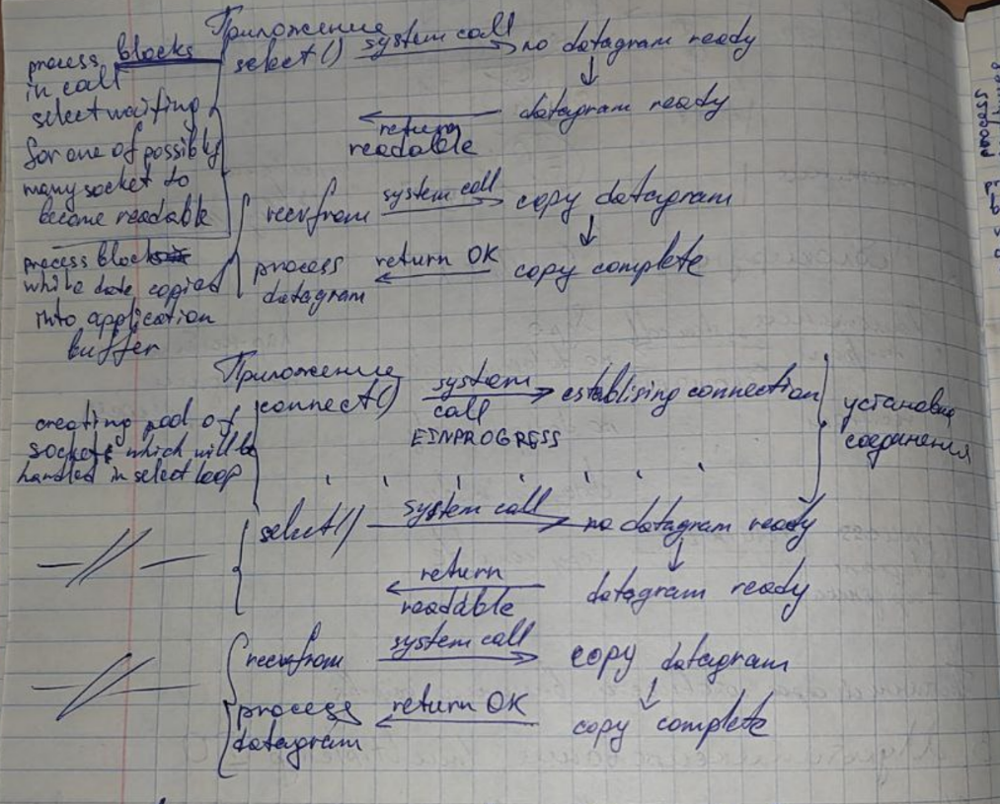 Приложение
process blocks
in call
select waiting
for one of possibly
many socket to
become readable
select() system call no datagram ready
datagram ready
return
readable
recvfrom system call copy datagram
process block
while date copied
into application
buffer
process return OK copy complete
datagram
Приложение
creating pool of
sockets which will be
handled in select loop
connect() system establising connection
call
EINPROGRESS
установка
соединения
select() system call no datagram ready
return datagram ready
readable
recvfrom system call copy datagram
process return OK copy complete
datagram
process